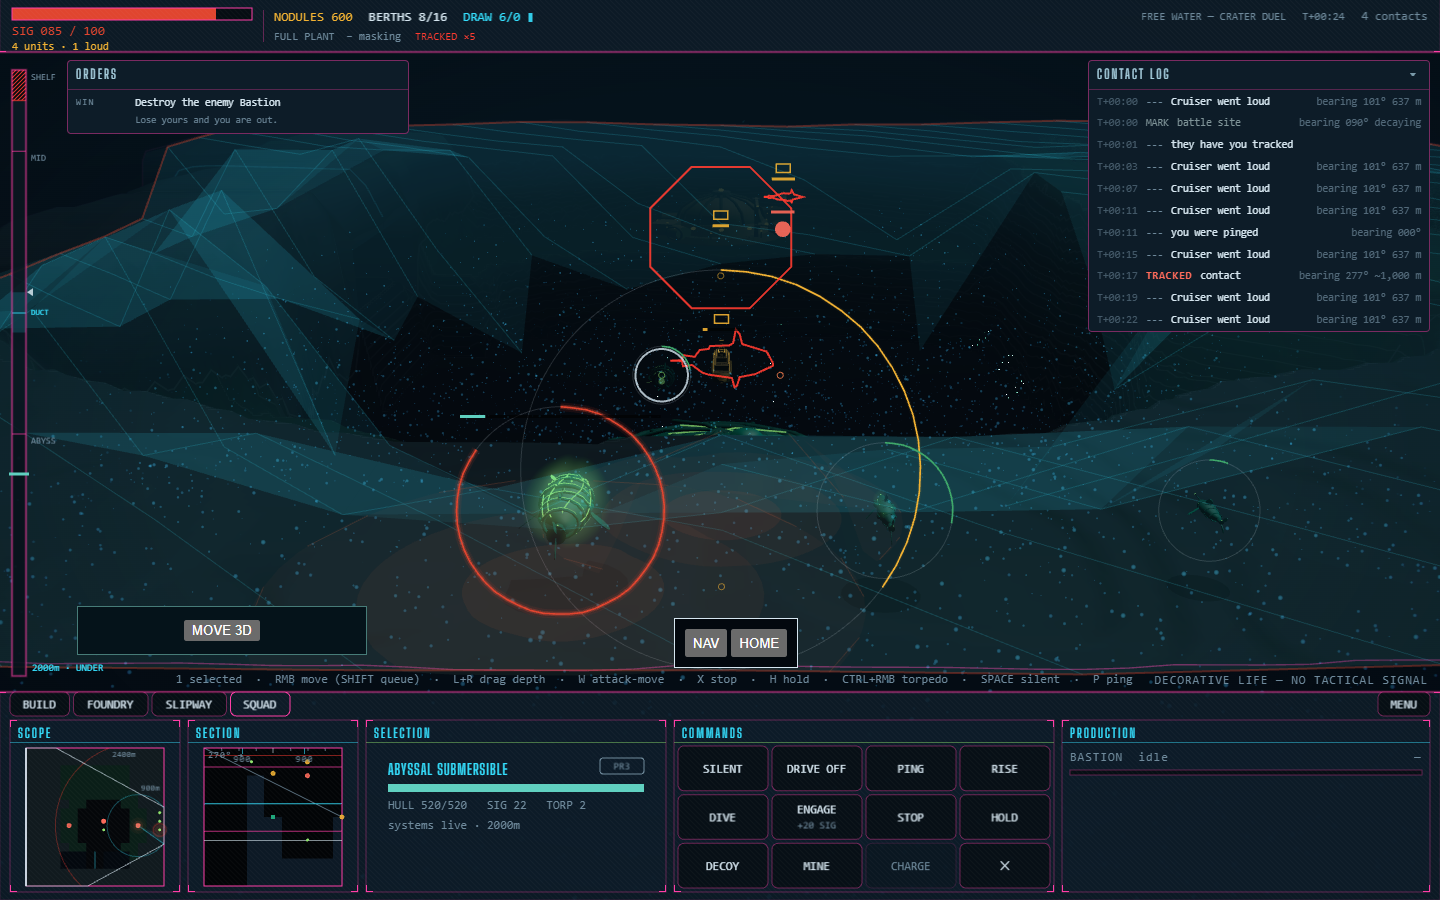 SIG 085 / 100
4 units · 1 loud
NODULES 600 BERTHS 8/16 DRAW 6/0
FULL PLANT - masking TRACKED ×5
FREE WATER — CRATER DUEL T+00:24 4 contacts
ORDERS
WIN Destroy the enemy Bastion
Lose yours and you are out.
SHELF
MID
DUCT
ABYSS
2000m · UNDER
CONTACT LOG
T+00:00 --- Cruiser went loud bearing 101° 637 m
T+00:00 MARK battle site bearing 090° decaying
T+00:01 --- they have you tracked
T+00:03 --- Cruiser went loud bearing 101° 637 m
T+00:07 --- Cruiser went loud bearing 101° 637 m
T+00:11 --- Cruiser went loud bearing 101° 637 m
T+00:11 --- you were pinged bearing 000°
T+00:15 --- Cruiser went loud bearing 101° 637 m
T+00:17 TRACKED contact bearing 277° ~1,000 m
T+00:19 --- Cruiser went loud bearing 101° 637 m
T+00:22 --- Cruiser went loud bearing 101° 637 m
MOVE 3D
NAV HOME
1 selected · RMB move (SHIFT queue) · L+R drag depth · W attack-move · X stop · H hold · CTRL+RMB torpedo · SPACE silent · P ping
DECORATIVE LIFE — NO TACTICAL SIGNAL
BUILD FOUNDRY SLIPWAY SQUAD
MENU
SCOPE
2400m
900m
SECTION
270°
SELECTION
ABYSSAL SUBMERSIBLE PR3
HULL 520/520 SIG 22 TORP 2
systems live · 2000m
COMMANDS
SILENT DRIVE OFF PING RISE
DIVE ENGAGE +20 SIG STOP HOLD
DECOY MINE CHARGE ×
PRODUCTION
BASTION idle —